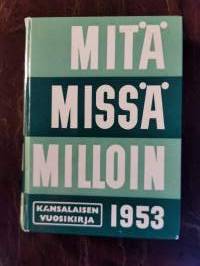 MITÄ
MISSÄ
MILLOIN
KANSALAISEN
VUOSIKIRJA
1953